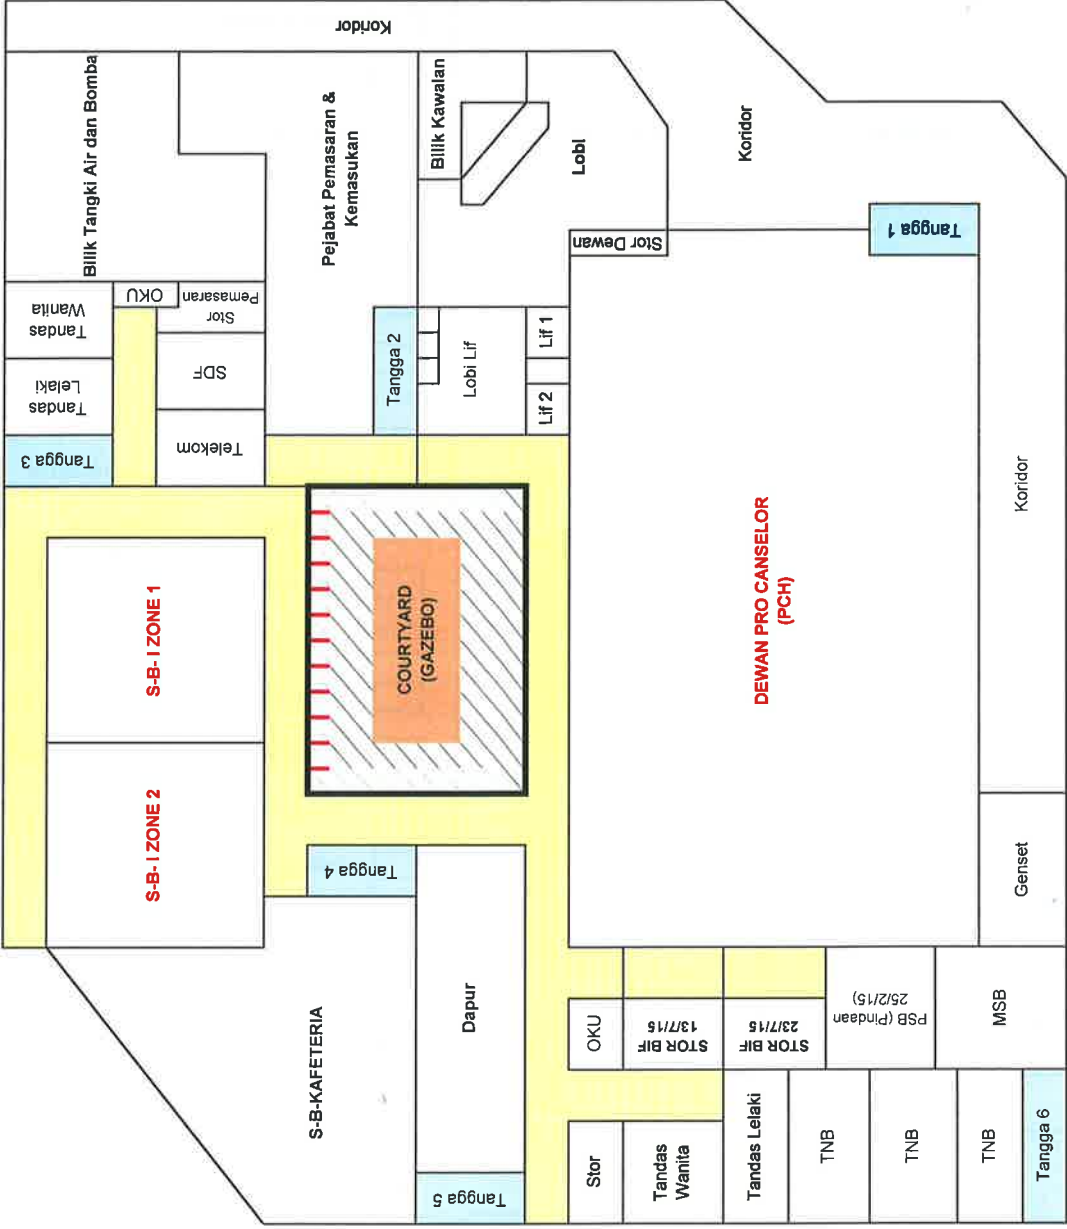 Koridor
Bilik Tangki Air dan Bomba
Pejabat Pemasaran &
Kemasukan
Bilik Kawalan
Lobi
Koridor
Stor Dewan
Tangga 1
Tandas
Wanita
OKU
Stor
Pemasaran
Tandas
Lelaki
SDF
Tangga 2
Lobi Lif
Lif 1
Lif 2
Tangga 3
Telekom
Koridor
S-B- I ZONE 1
COURTYARD
(GAZEBO)
DEWAN PRO CANSELOR
(PCH)
S-B- I ZONE 2
Tangga 4
Genset
S-B-KAFETERIA
Dapur
OKU
STOR BIF
13/7/15
STOR BIF
23/7/15
PSB (Pindaan
25/2/15)
MSB
Tangga 5
Stor
Tandas
Wanita
Tandas Lelaki
TNB
TNB
TNB
Tangga 6